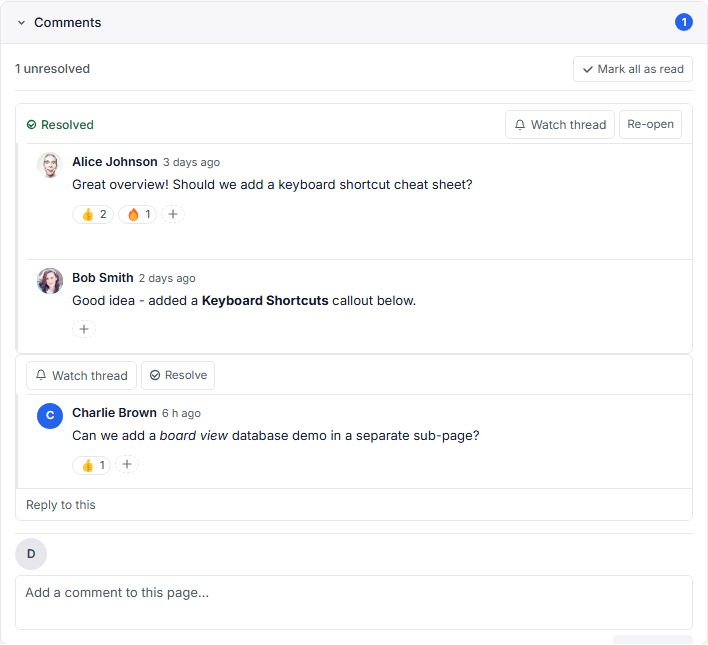 Comments
1
1 unresolved
Mark all as read
Resolved
Watch thread
Re-open
Alice Johnson 3 days ago
Great overview! Should we add a keyboard shortcut cheat sheet?
👍 2 🔥 1 +
Bob Smith 2 days ago
Good idea - added a Keyboard Shortcuts callout below.
+
Watch thread
Resolve
C
Charlie Brown 6 h ago
Can we add a board view database demo in a separate sub-page?
👍 1 +
Reply to this
D
Add a comment to this page...